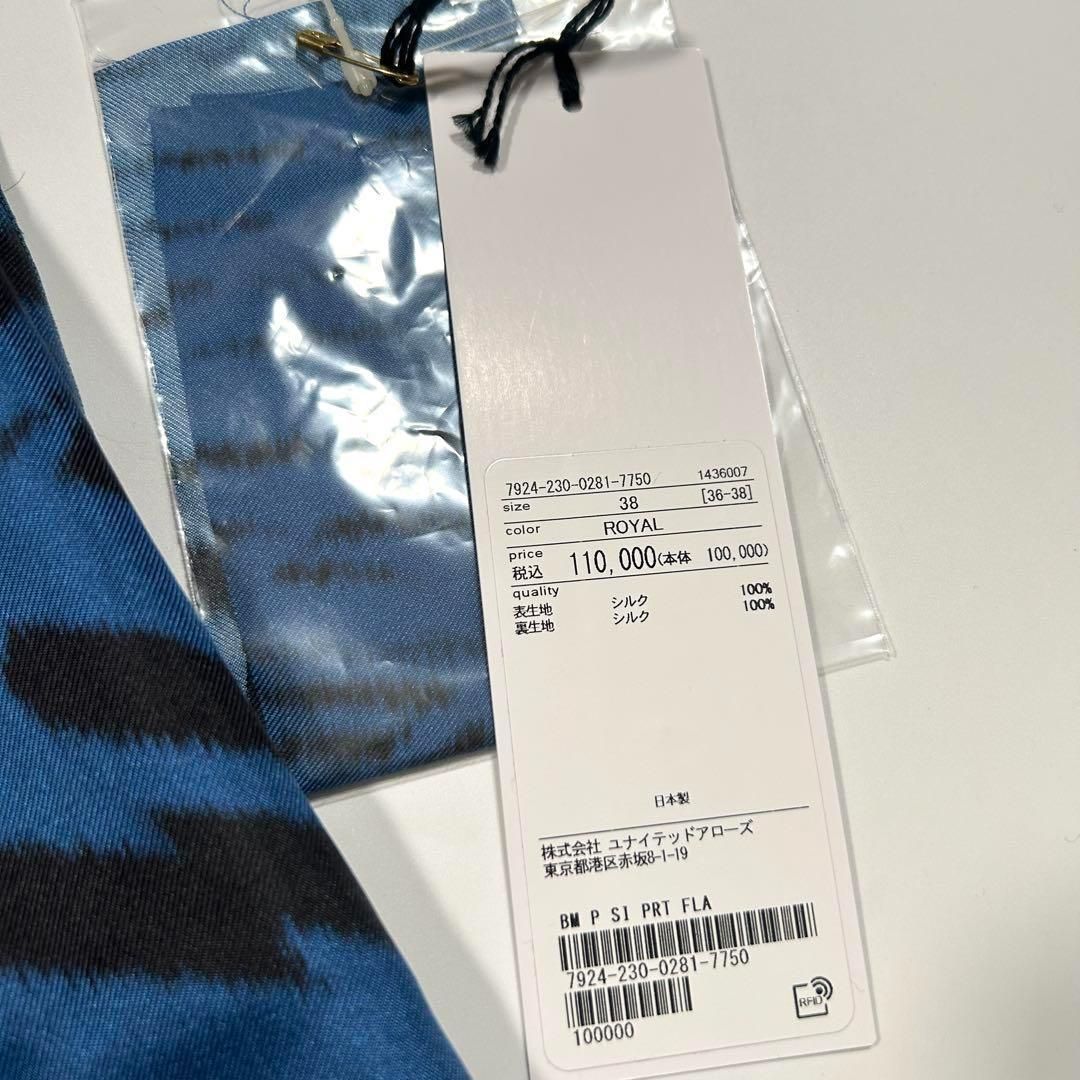 7924-230-0281-7750 1436007
size 38 [36-38]
color ROYAL
price
税込 110,000(本体 100,000)
quality
表生地 シルク 100%
裏生地 シルク 100%
日本製
株式会社 ユナイテッドアローズ
東京都港区赤坂8-1-19
BM P SI PRT FLA
7924-230-0281-7750
100000
RFID